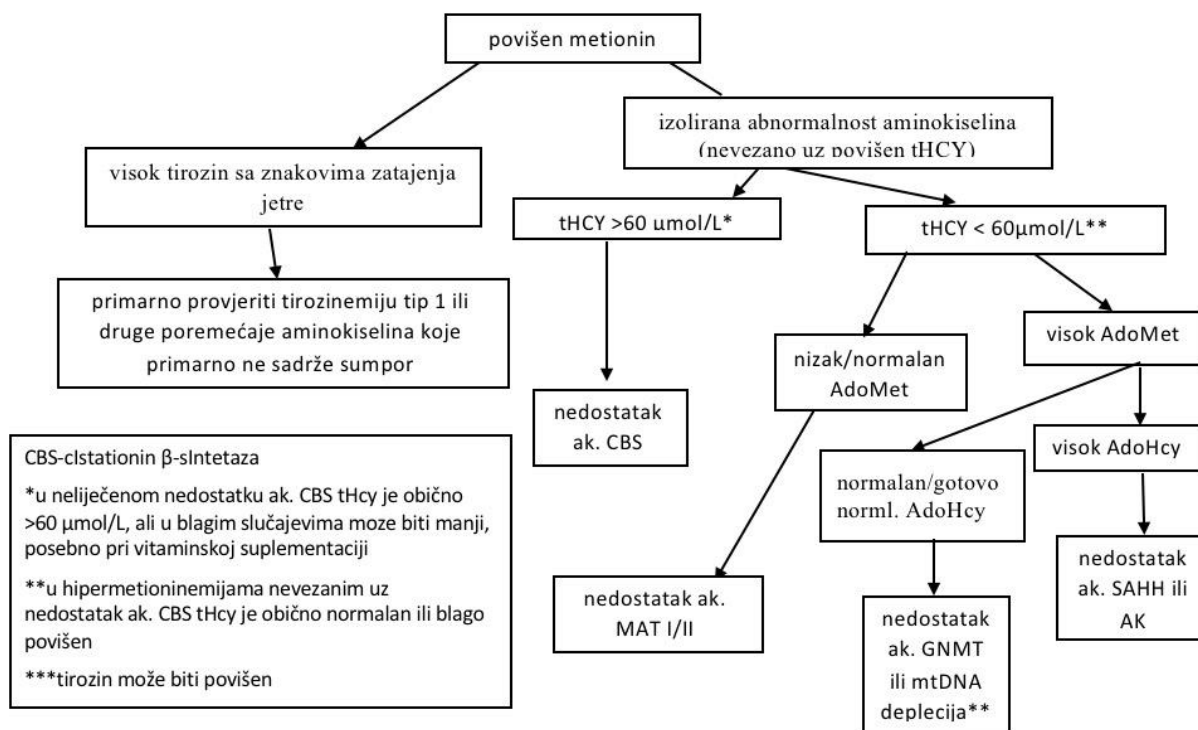 povišen metionin
izolirana abnormalnost aminokiselina
(nevezano uz povišen tHCY)
visok tirozin sa znakovima zatajenja
jetre
tHCY >60 µmol/L*
tHCY < 60µmol/L**
primarno provjeriti tirozinemiju tip 1 ili
druge poremećaje aminokiselina koje
primarno ne sadrže sumpor
nizak/normalan
AdoMet
visok AdoMet
nedostatak
ak. CBS
visok AdoHcy
normalan/gotovo
norml. AdoHcy
nedostatak ak.
MAT I/II
nedostatak
ak. GNMT
ili mtDNA
deplecija**
nedostatak
ak. SAHH ili
AK
CBS-cIstationin β-sIntetaza
*u neliječenom nedostatku ak. CBS tHcy je obično
>60 µmol/L, ali u blagim slučajevima moze biti manji,
posebno pri vitaminskoj suplementaciji
**u hipermetioninemijama nevezanim uz
nedostatak ak. CBS tHcy je obično normalan ili blago
povišen
***tirozin može biti povišen